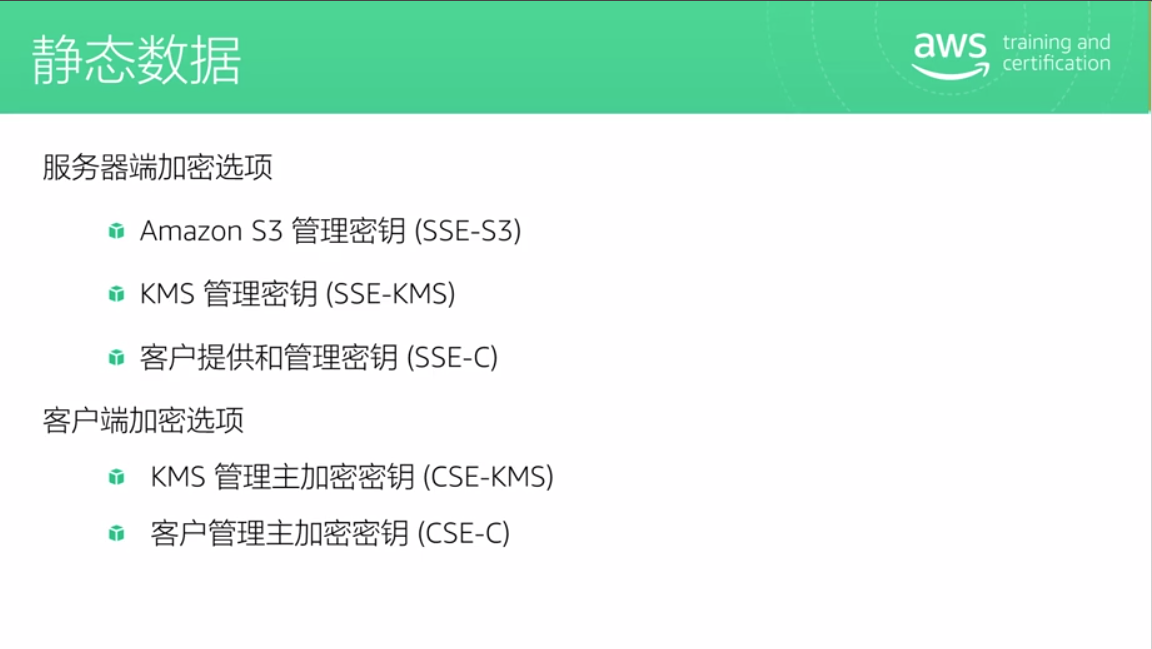 静态数据
aws training and
certification
服务器端加密选项
Amazon S3 管理密钥 (SSE-S3)
KMS 管理密钥 (SSE-KMS)
客户提供和管理密钥 (SSE-C)
客户端加密选项
KMS 管理主加密密钥 (CSE-KMS)
客户管理主加密密钥 (CSE-C)